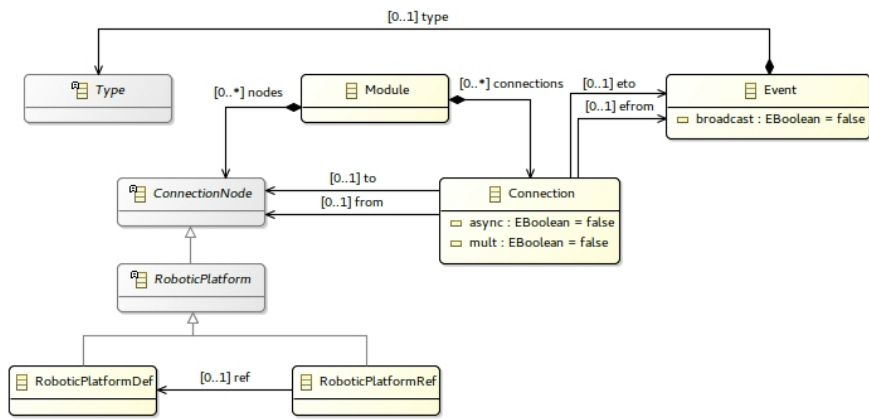 [0..1] type
Type
[0..*] nodes
Module
[0..*] connections
[0..1] eto
[0..1] efrom
Event
broadcast : EBoolean = false
ConnectionNode
[0..1] to
[0..1] from
Connection
async : EBoolean = false
mult : EBoolean = false
RoboticPlatform
RoboticPlatformDef
[0..1] ref
RoboticPlatformRef